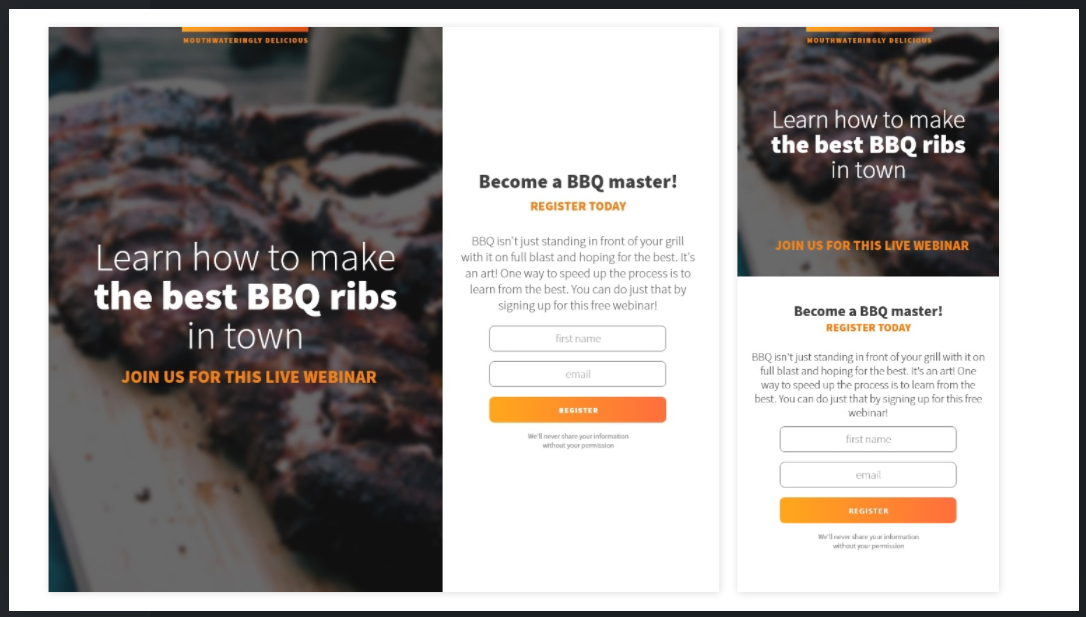 MOUTHWATERINGLY DELICIOUS
Learn how to make
the best BBQ ribs
in town
JOIN US FOR THIS LIVE WEBINAR
Become a BBQ master!
REGISTER TODAY
BBQ isn't just standing in front of your grill
with it on full blast and hoping for the best. It's
an art! One way to speed up the process is to
learn from the best. You can do just that by
signing up for this free webinar!
first name
email
REGISTER
We'll never share your information
without your permission
MOUTHWATERINGLY DELICIOUS
Learn how to make
the best BBQ ribs
in town
JOIN US FOR THIS LIVE WEBINAR
Become a BBQ master!
REGISTER TODAY
BBQ isn't just standing in front of your grill with it on
full blast and hoping for the best. It's an art! One
way to speed up the process is to learn from the
best. You can do just that by signing up for this free
webinar!
first name
email
REGISTER
We'll never share your information
without your permission